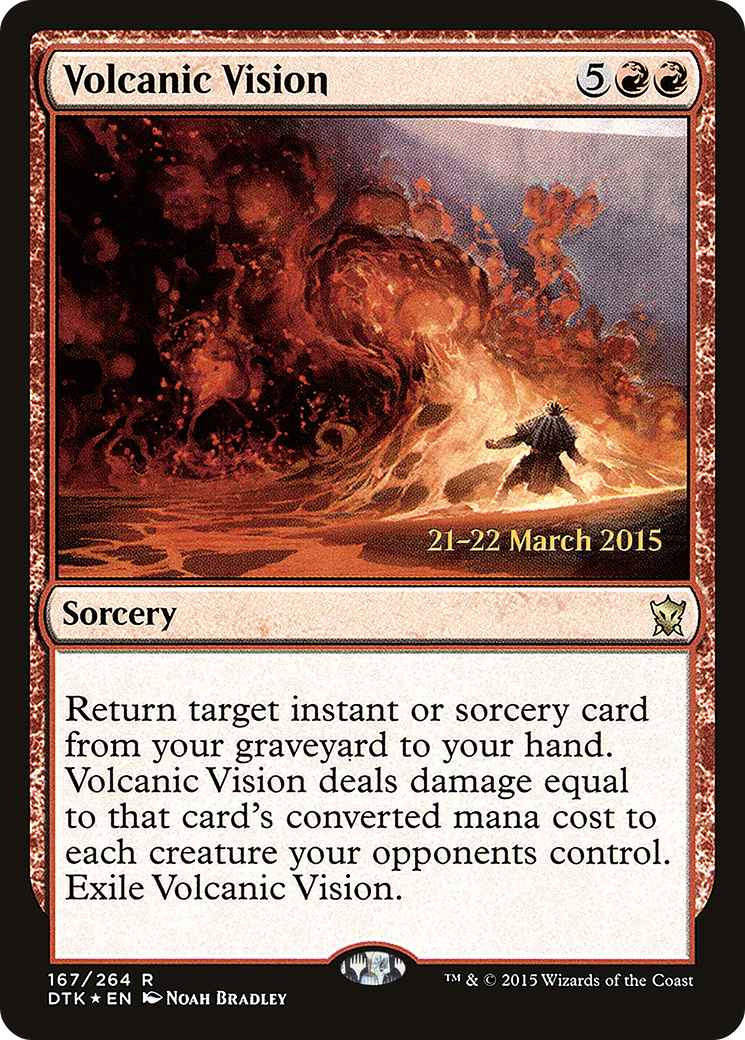 Volcanic Vision 5
21–22 March 2015
Sorcery
Return target instant or sorcery card
from your graveyard to your hand.
Volcanic Vision deals damage equal
to that card's converted mana cost to
each creature your opponents control.
Exile Volcanic Vision.
167/264 R
DTK ★ EN Noah Bradley
™ & © 2015 Wizards of the Coast